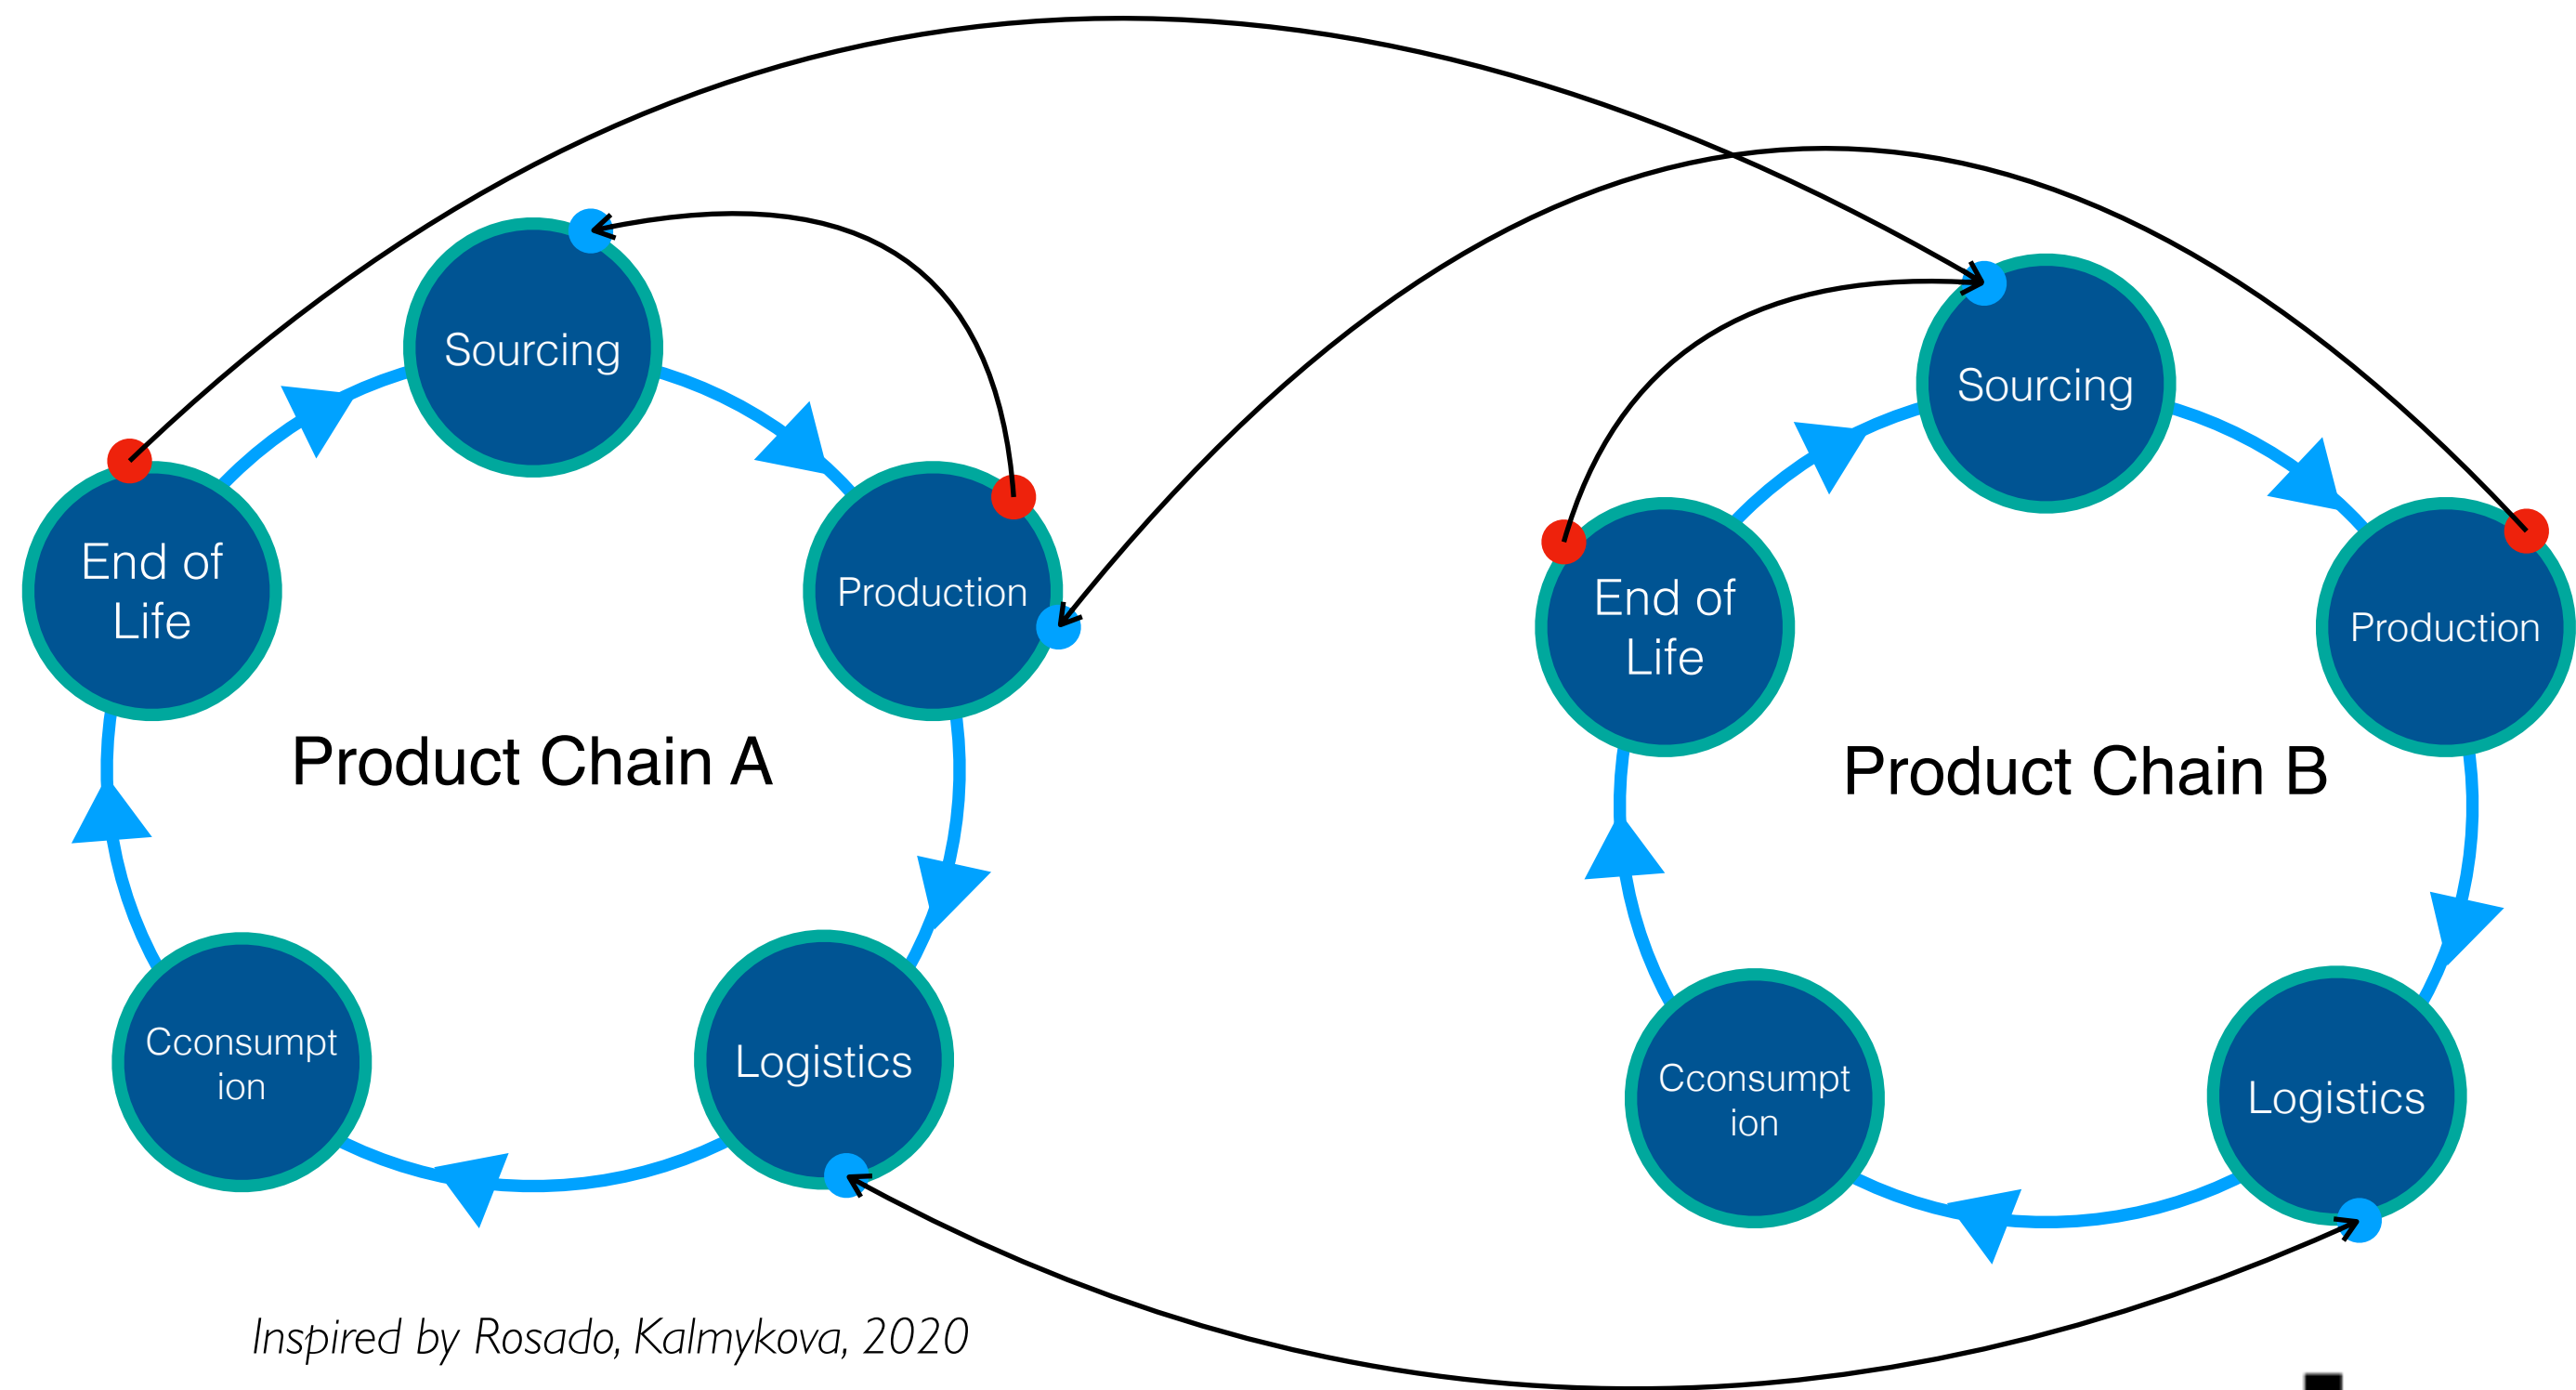 Sourcing
End of
Life
Production
Product Chain A
Cconsumpt
ion
Logistics
Sourcing
End of
Life
Production
Product Chain B
Cconsumpt
ion
Logistics
Inspired by Rosado, Kalmykova, 2020